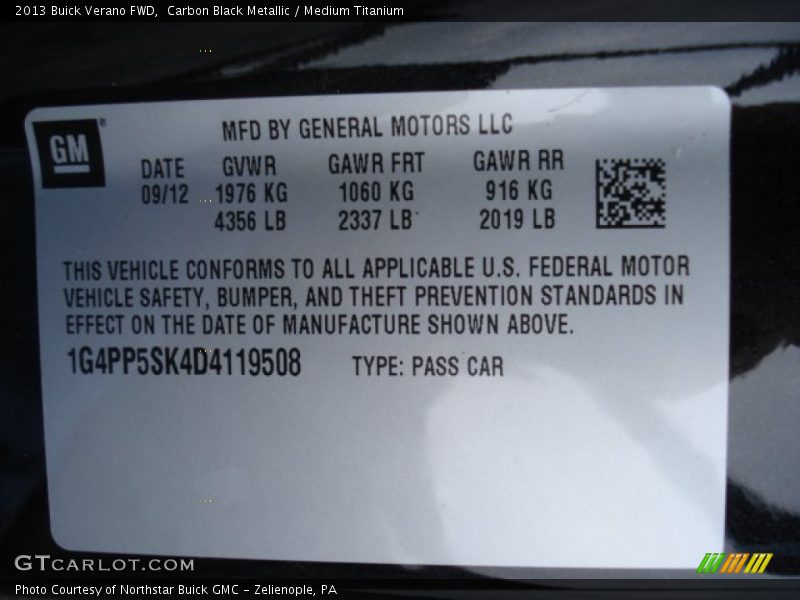 2013 Buick Verano FWD,  Carbon Black Metallic / Medium Titanium
GM®
MFD BY GENERAL MOTORS LLC
DATE GVWR GAWR FRT GAWR RR
09/12 1976 KG 1060 KG 916 KG
4356 LB 2337 LB 2019 LB
THIS VEHICLE CONFORMS TO ALL APPLICABLE U.S. FEDERAL MOTOR
VEHICLE SAFETY, BUMPER, AND THEFT PREVENTION STANDARDS IN
EFFECT ON THE DATE OF MANUFACTURE SHOWN ABOVE.
1G4PP5SK4D4119508 TYPE: PASS CAR
GTCARLOT.COM
Photo Courtesy of Northstar Buick GMC - Zelienople, PA